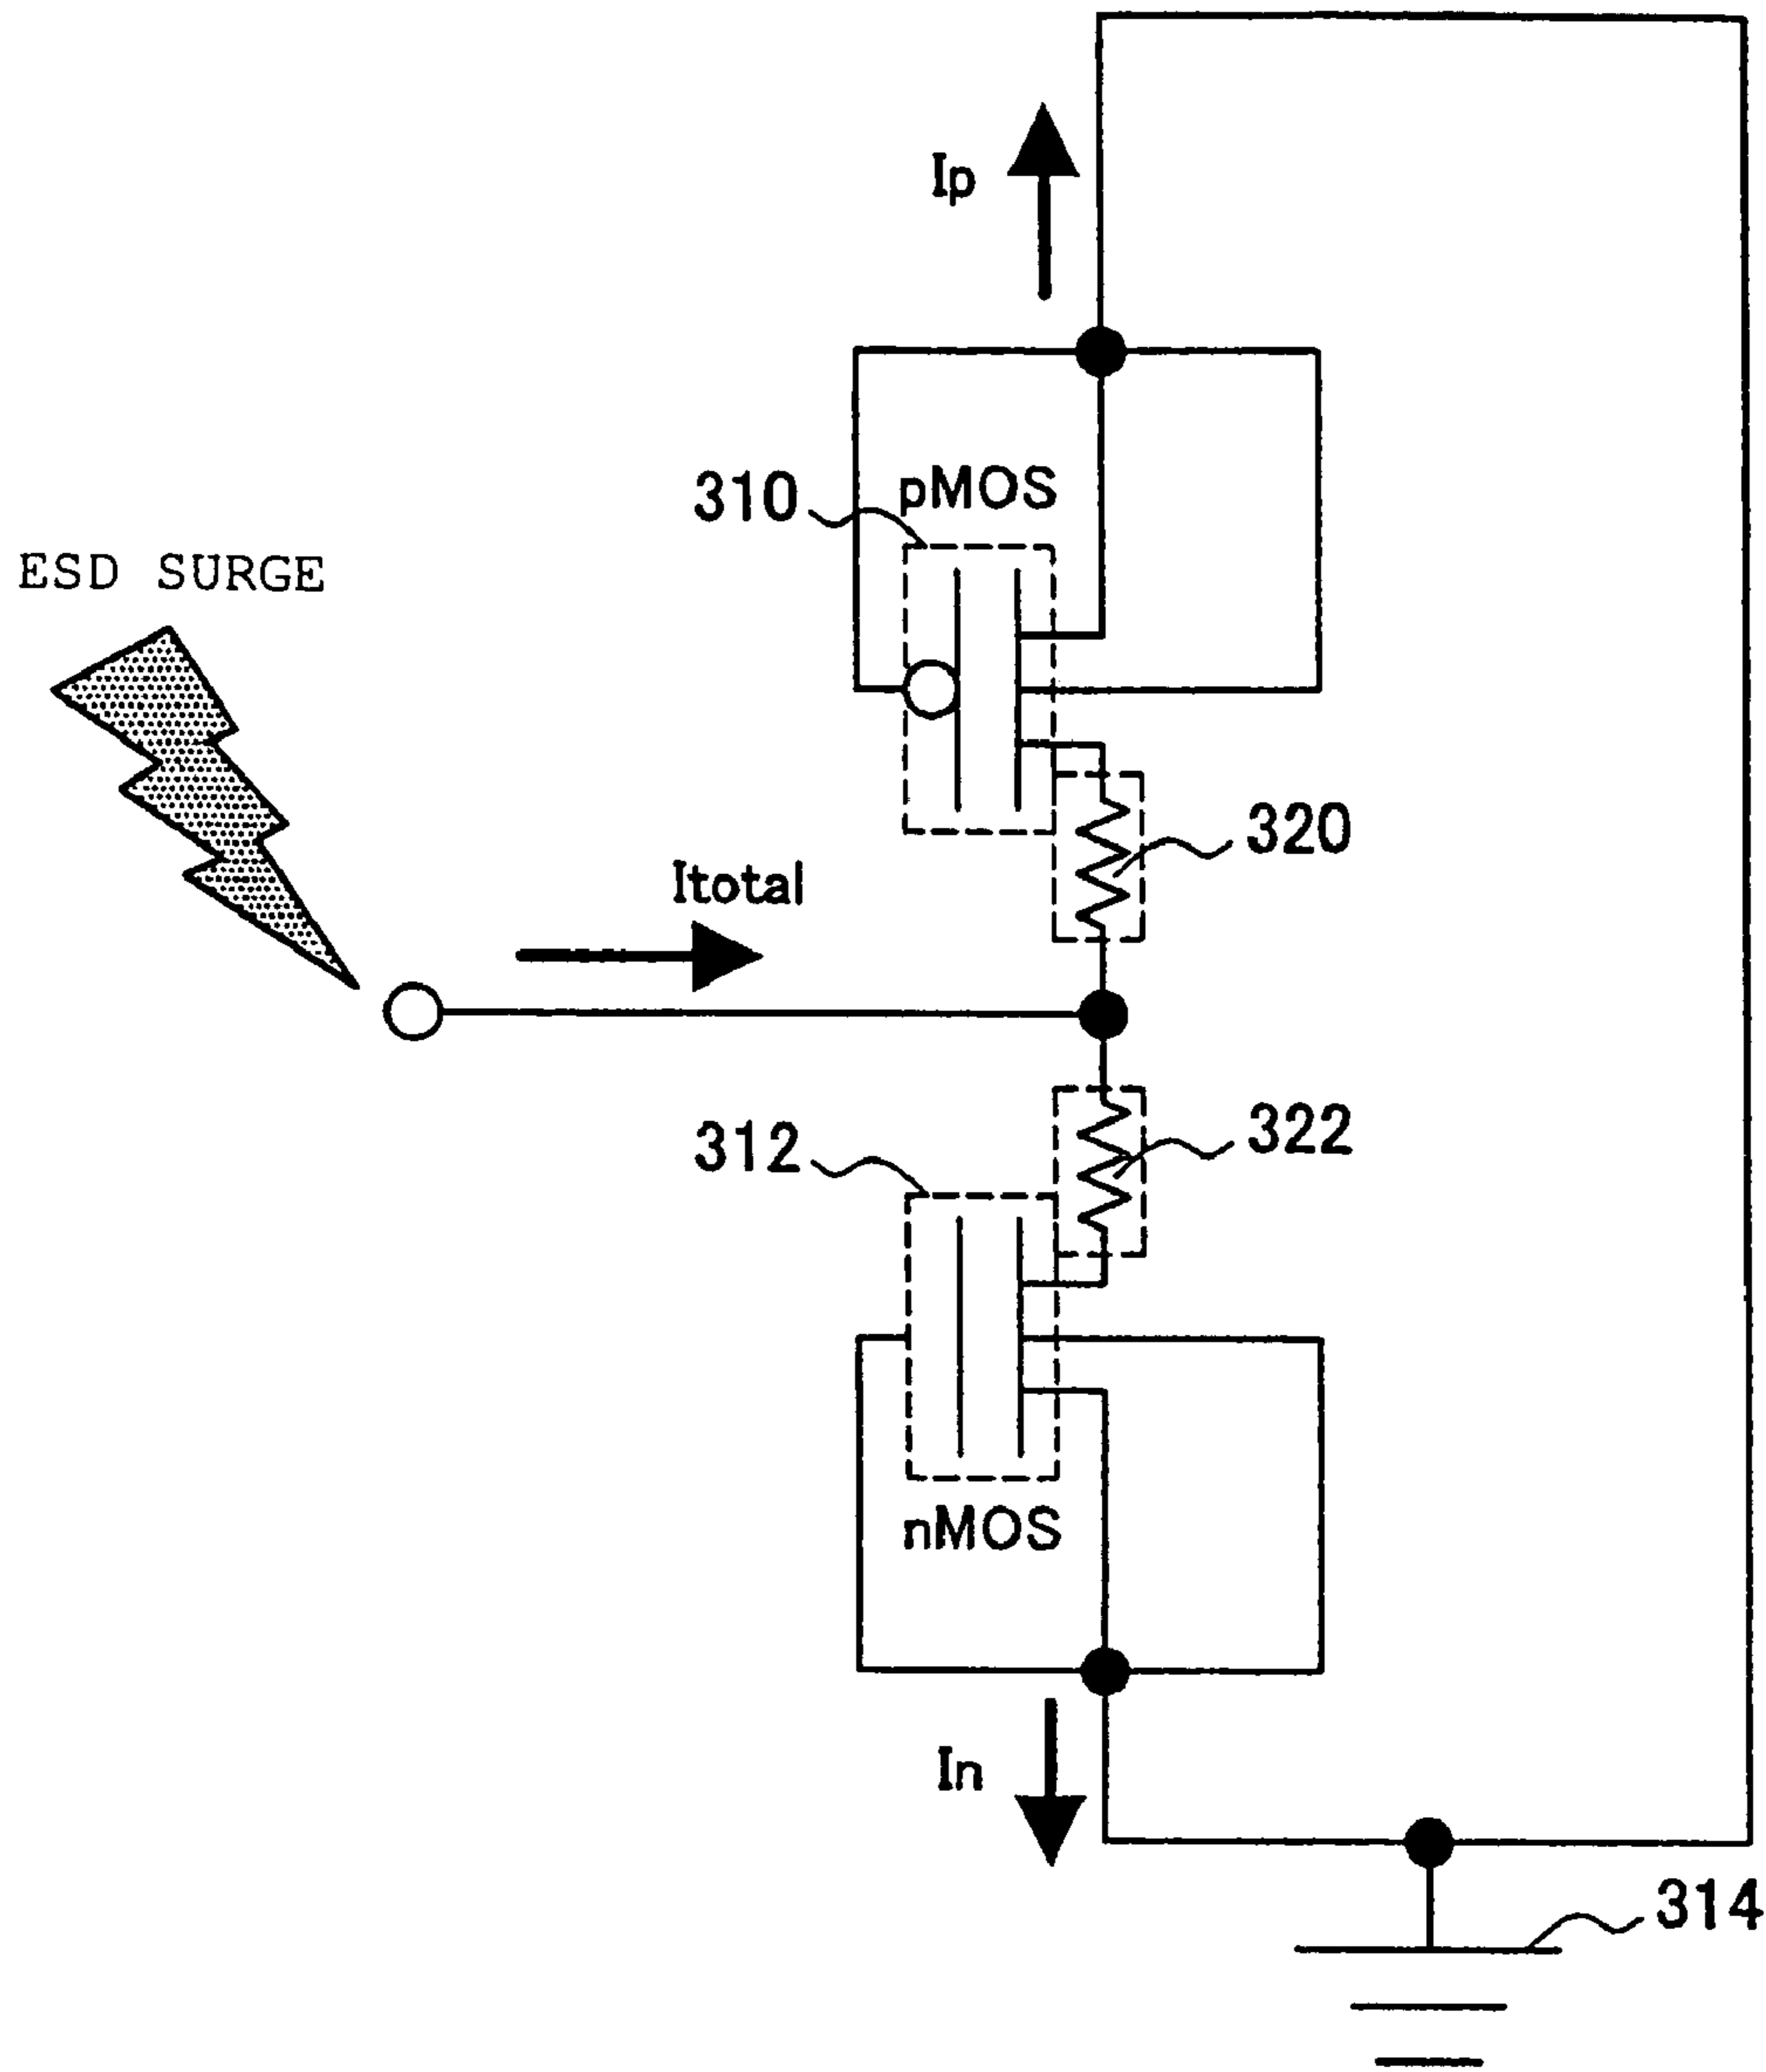 Ip
310
pMOS
ESD SURGE
320
Itotal
322
312
nMOS
In
314